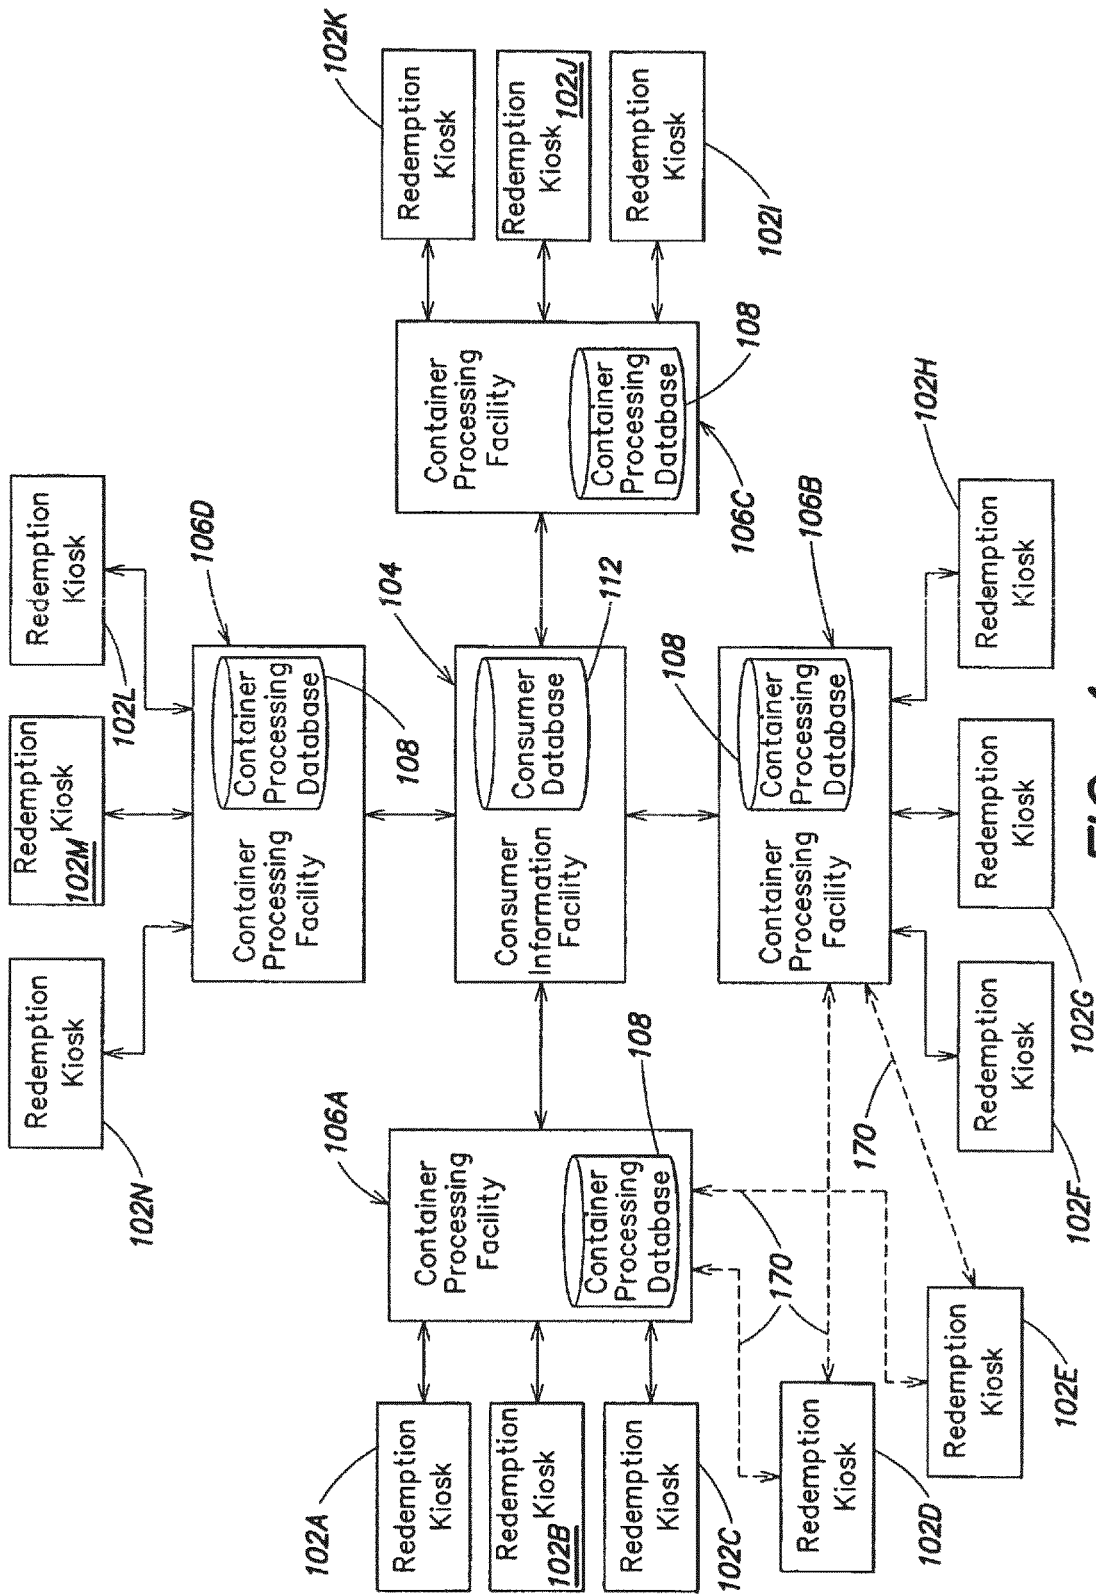 Redemption
Kiosk
102N
Redemption
Kiosk
102M
Redemption
Kiosk
102L
106D
Container
Processing
Facility
Container
Processing
Database
108
102A
Redemption
Kiosk
Redemption
Kiosk
102B
Redemption
Kiosk
102C
106A
Container
Processing
Facility
Container
Processing
Database
108
104
Consumer
Information
Facility
Consumer
Database
112
Container
Processing
Facility
Container
Processing
Database
108
106C
102K
Redemption
Kiosk
Redemption
Kiosk
102J
Redemption
Kiosk
102I
170
108
106B
Container
Processing
Facility
Container
Processing
Database
Redemption
Kiosk
102D
170
Redemption
Kiosk
102E
Redemption
Kiosk
102F
Redemption
Kiosk
102G
102H
Redemption
Kiosk